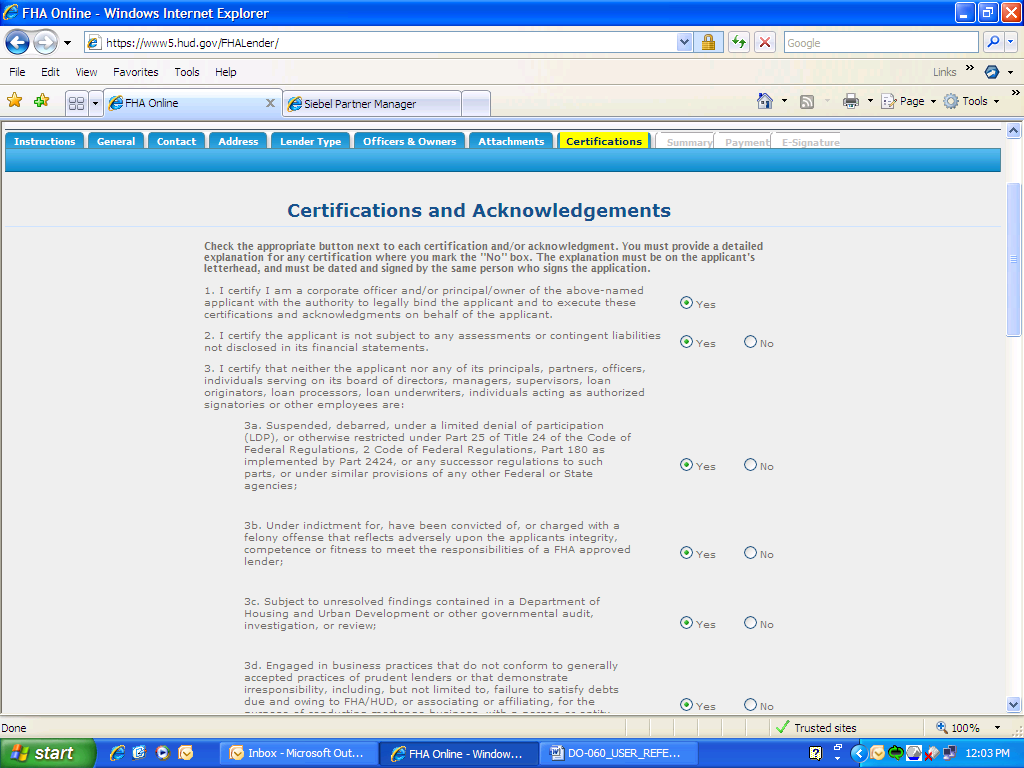 FHA Online - Windows Internet Explorer
https://www5.hud.gov/FHALender/
Google
File Edit View Favorites Tools Help
Links
FHA Online
Siebel Partner Manager
Page
Tools
Instructions General Contact Address Lender Type Officers & Owners Attachments Certifications Summary Payment E-Signature
Certifications and Acknowledgements
Check the appropriate button next to each certification and/or acknowledgment. You must provide a detailed
explanation for any certification where you mark the "No" box. The explanation must be on the applicant's
letterhead, and must be dated and signed by the same person who signs the application.
1. I certify I am a corporate officer and/or principal/owner of the above-named
applicant with the authority to legally bind the applicant and to execute these
certifications and acknowledgments on behalf of the applicant.
Yes
2. I certify the applicant is not subject to any assessments or contingent liabilities
not disclosed in its financial statements.
Yes No
3. I certify that neither the applicant nor any of its principals, partners, officers,
individuals serving on its board of directors, managers, supervisors, loan
originators, loan processors, loan underwriters, individuals acting as authorized
signatories or other employees are:
3a. Suspended, debarred, under a limited denial of participation
(LDP), or otherwise restricted under Part 25 of Title 24 of the Code of
Federal Regulations, 2 Code of Federal Regulations, Part 180 as
implemented by Part 2424, or any successor regulations to such
parts, or under similar provisions of any other Federal or State
agencies;
Yes No
3b. Under indictment for, have been convicted of, or charged with a
felony offense that reflects adversely upon the applicants integrity,
competence or fitness to meet the responsibilities of a FHA approved
lender;
Yes No
3c. Subject to unresolved findings contained in a Department of
Housing and Urban Development or other governmental audit,
investigation, or review;
Yes No
3d. Engaged in business practices that do not conform to generally
accepted practices of prudent lenders or that demonstrate
irresponsibility, including, but not limited to, failure to satisfy debts
due and owing to FHA/HUD, or associating or affiliating, for the
purpose of conducting mortgage business, with a person or entity
Yes No
Done
Trusted sites
100%
start
Inbox - Microsoft Out...
FHA Online - Window...
DO-060_USER_REFE...
12:03 PM